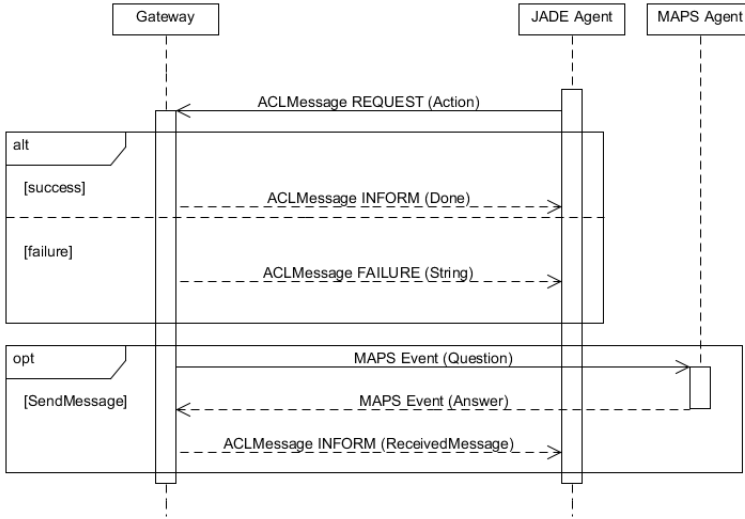 Gateway
JADE Agent
MAPS Agent
ACLMessage REQUEST (Action)
alt
[success]
ACLMessage INFORM (Done)
[failure]
ACLMessage FAILURE (String)
opt
MAPS Event (Question)
[SendMessage]
MAPS Event (Answer)
ACLMessage INFORM (ReceivedMessage)